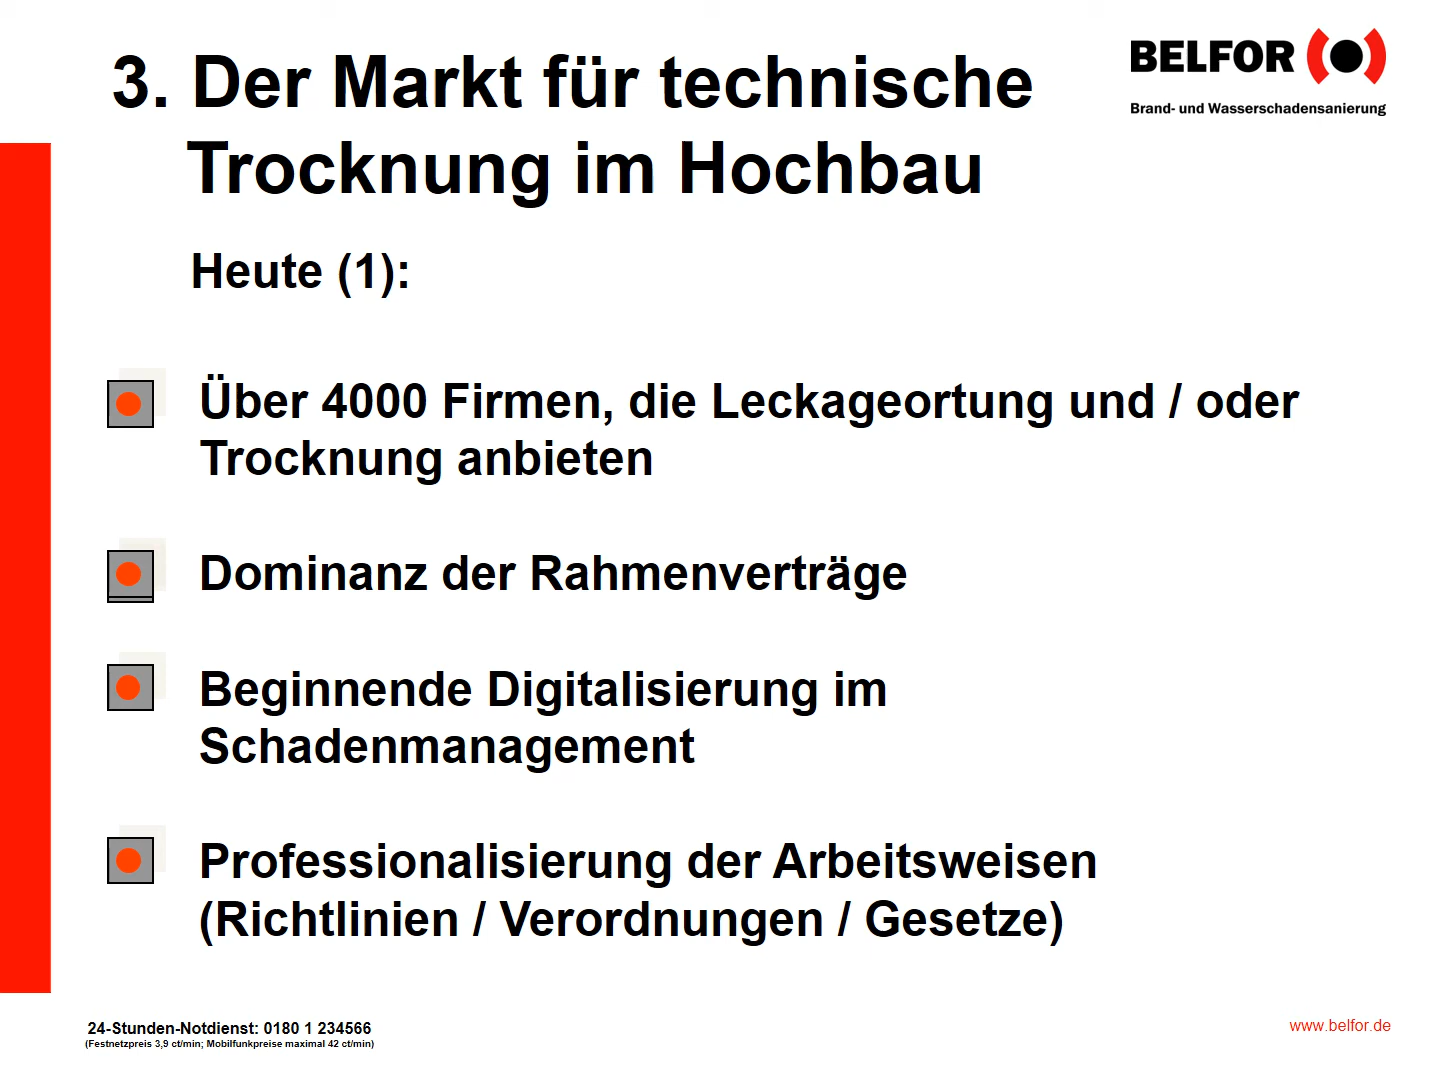 3. Der Markt für technische
Trocknung im Hochbau
BELFOR
Brand- und Wasserschadensanierung
Heute (1):
Über 4000 Firmen, die Leckageortung und / oder
Trocknung anbieten
Dominanz der Rahmenverträge
Beginnende Digitalisierung im
Schadenmanagement
Professionalisierung der Arbeitsweisen
(Richtlinien / Verordnungen / Gesetze)
24-Stunden-Notdienst: 0180 1 234566
(Festnetzpreis 3,9 ct/min; Mobilfunkpreise maximal 42 ct/min)
www.belfor.de